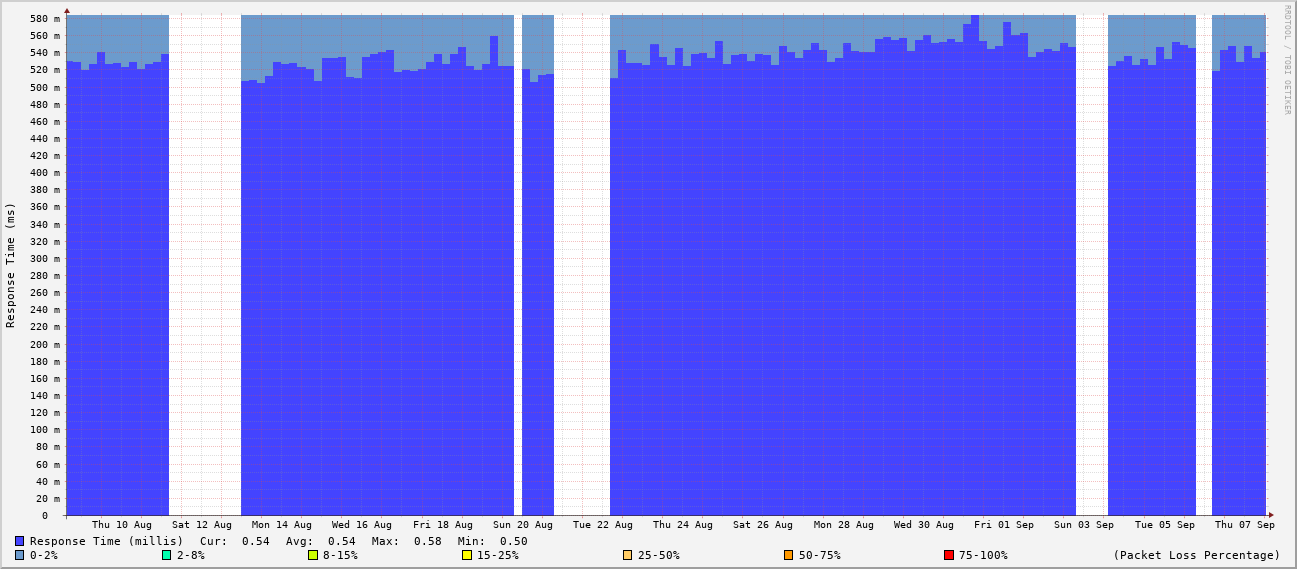 RRDTOOL / TOBI OETIKER
Response Time (ms)
580 m
560 m
540 m
520 m
500 m
480 m
460 m
440 m
420 m
400 m
380 m
360 m
340 m
320 m
300 m
280 m
260 m
240 m
220 m
200 m
180 m
160 m
140 m
120 m
100 m
80 m
60 m
40 m
20 m
0
Thu 10 Aug Sat 12 Aug Mon 14 Aug Wed 16 Aug Fri 18 Aug Sun 20 Aug Tue 22 Aug Thu 24 Aug Sat 26 Aug Mon 28 Aug Wed 30 Aug Fri 01 Sep Sun 03 Sep Tue 05 Sep Thu 07 Sep
Response Time (millis) Cur: 0.54 Avg: 0.54 Max: 0.58 Min: 0.50
0-2% 2-8% 8-15% 15-25% 25-50% 50-75% 75-100% (Packet Loss Percentage)